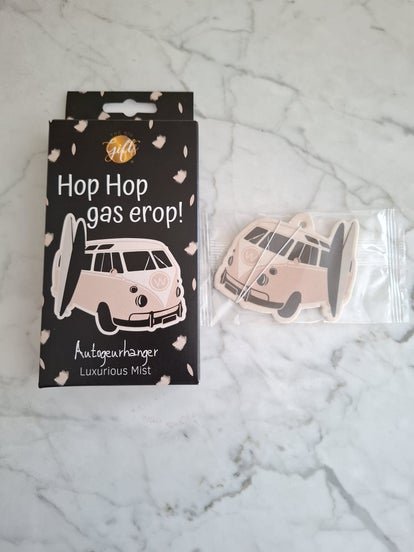 Gifts
Hop Hop
gas erop!
W
Autogeurhanger
Luxurious Mist
W